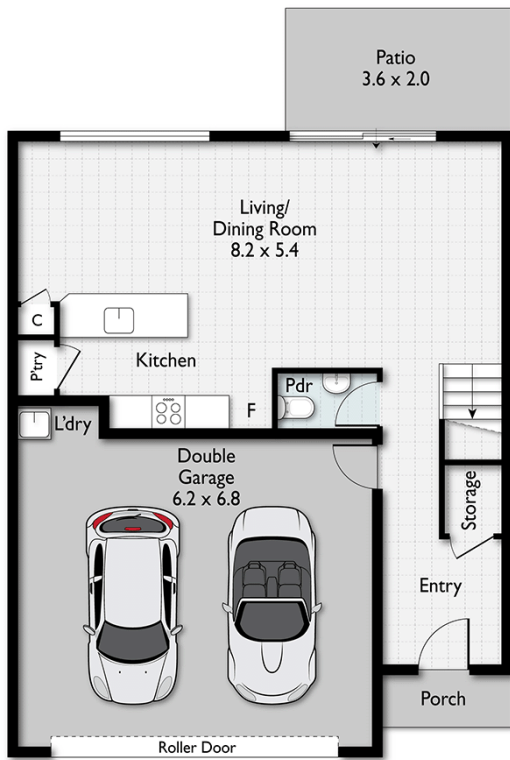 Patio
3.6 x 2.0
Living/
Dining Room
8.2 x 5.4
C
P'try
Kitchen
Pdr
F
L'dry
Double
Garage
6.2 x 6.8
Storage
Entry
Porch
Roller Door